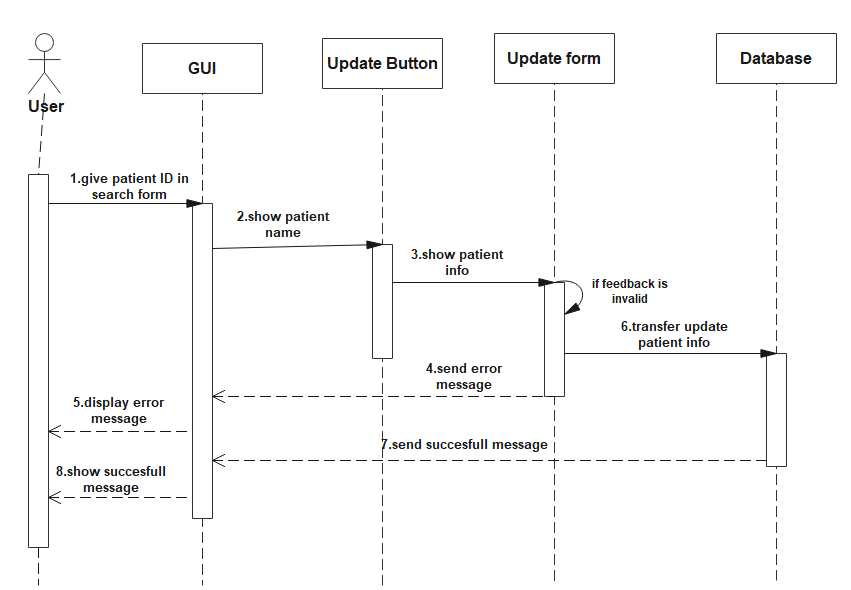 User
GUI
Update Button
Update form
Database
1.give patient ID in
search form
2.show patient
name
3.show patient
info
if feedback is
invalid
6.transfer update
patient info
4.send error
message
5.display error
message
7.send succesfull message
8.show succesfull
message